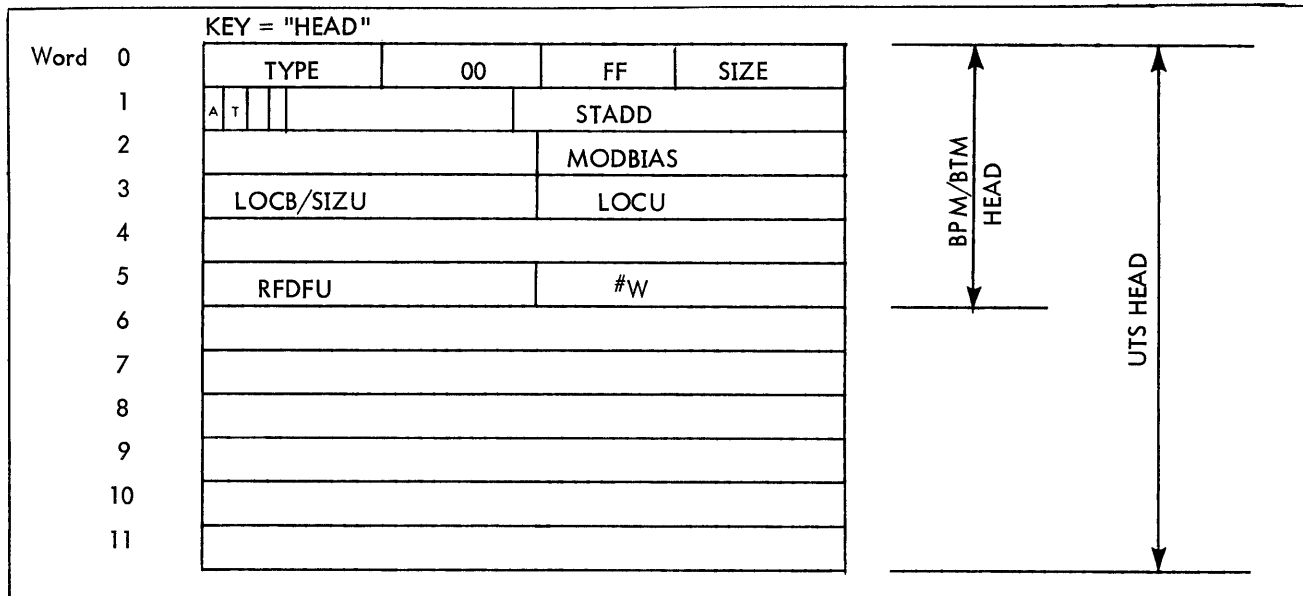 KEY = "HEAD"
Word 0 TYPE 00 FF SIZE
1 A T STADD
2 MODBIAS
3 LOCB/SIZU LOCU
4
5 RFDFU #W
6
7
8
9
10
11
BPM/BTM
HEAD
UTS HEAD